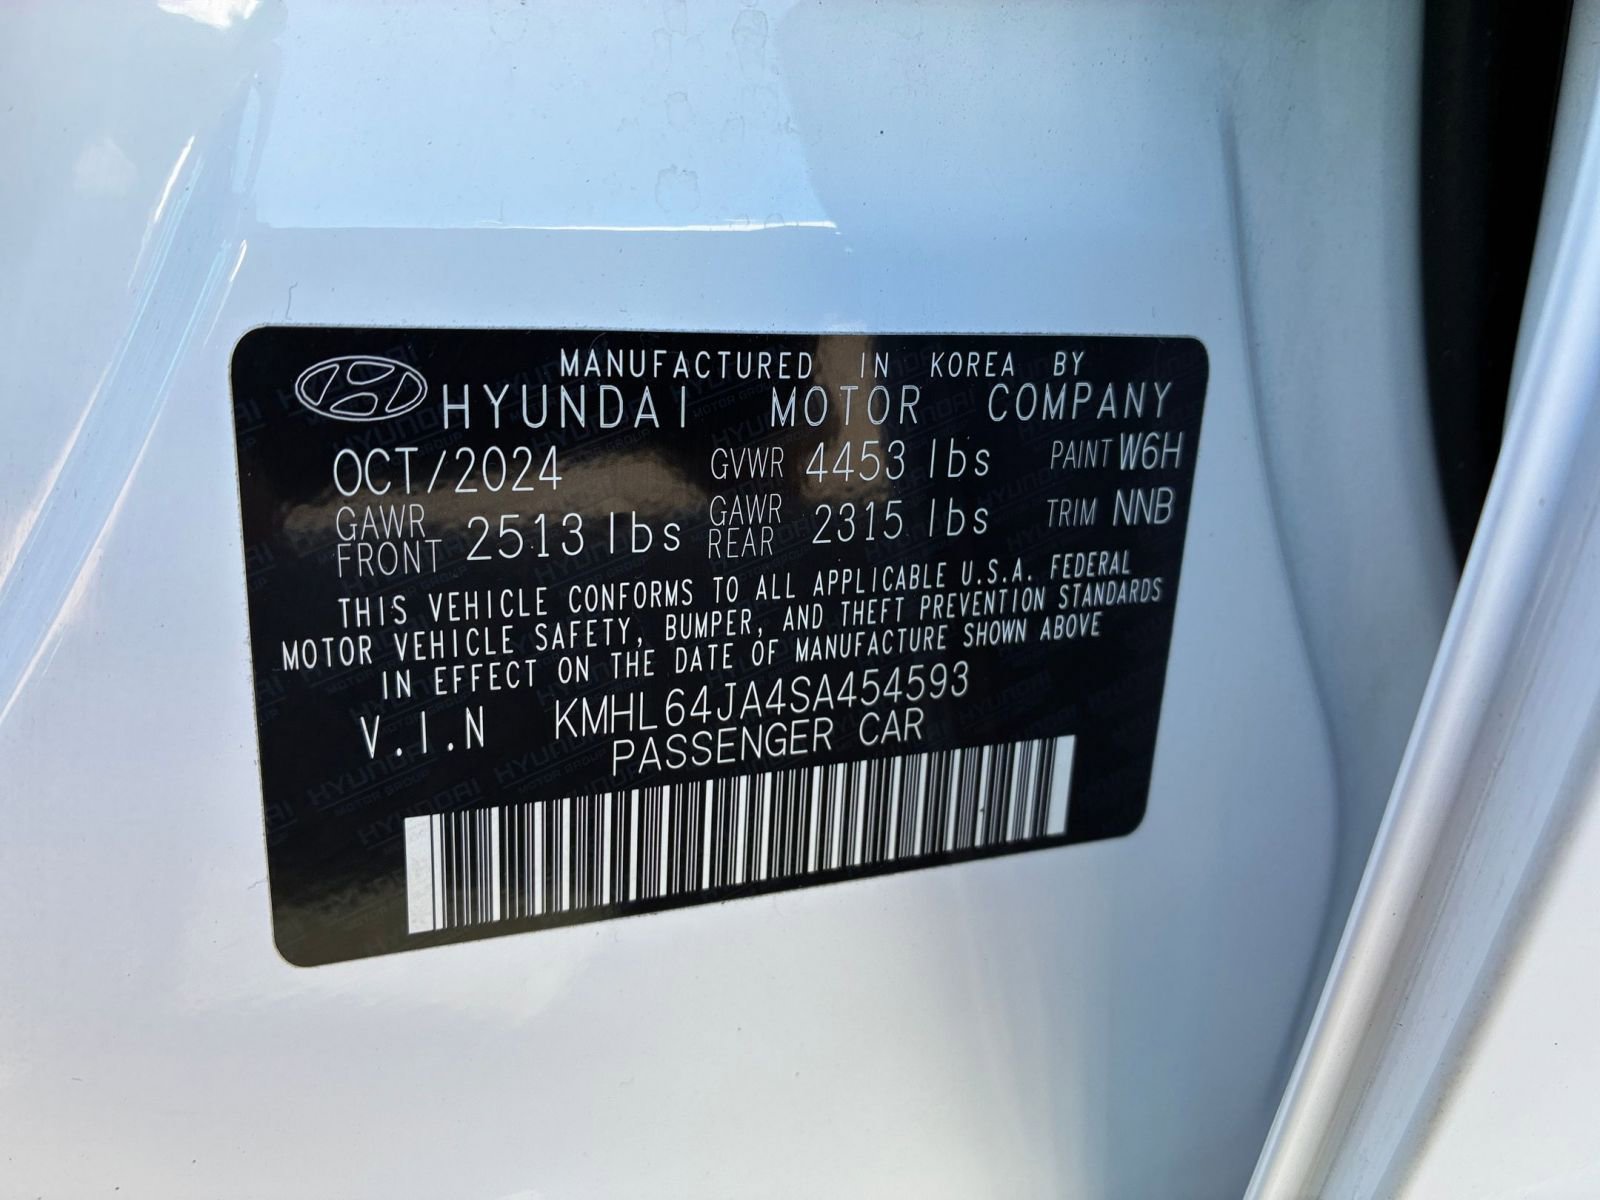 MANUFACTURED IN KOREA BY
HYUNDAI MOTOR COMPANY
OCT/2024 GVWR 4453 lbs PAINT W6H
GAWR FRONT 2513 lbs GAWR REAR 2315 lbs TRIM NNB
THIS VEHICLE CONFORMS TO ALL APPLICABLE U.S.A. FEDERAL
MOTOR VEHICLE SAFETY, BUMPER, AND THEFT PREVENTION STANDARDS
IN EFFECT ON THE DATE OF MANUFACTURE SHOWN ABOVE
V.I.N KMHL64JA4SA454593
PASSENGER CAR